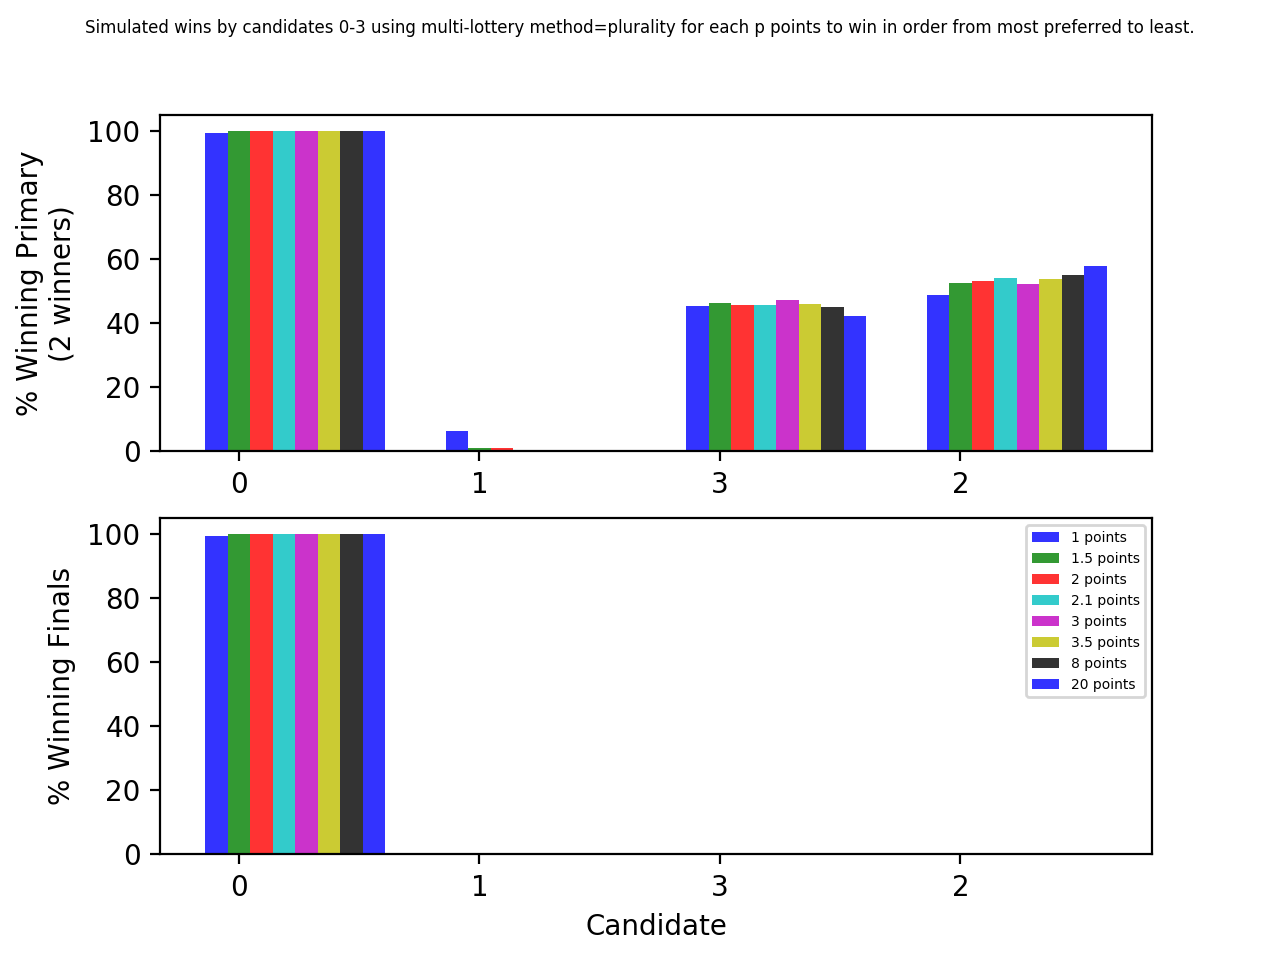 Simulated wins by candidates 0-3 using multi-lottery method=plurality for each p points to win in order from most preferred to least.
% Winning Primary
(2 winners)
100
80
60
40
20
0
0 1 3 2
% Winning Finals
100
80
60
40
20
0
1 points
1.5 points
2 points
2.1 points
3 points
3.5 points
8 points
20 points
0 1 3 2
Candidate